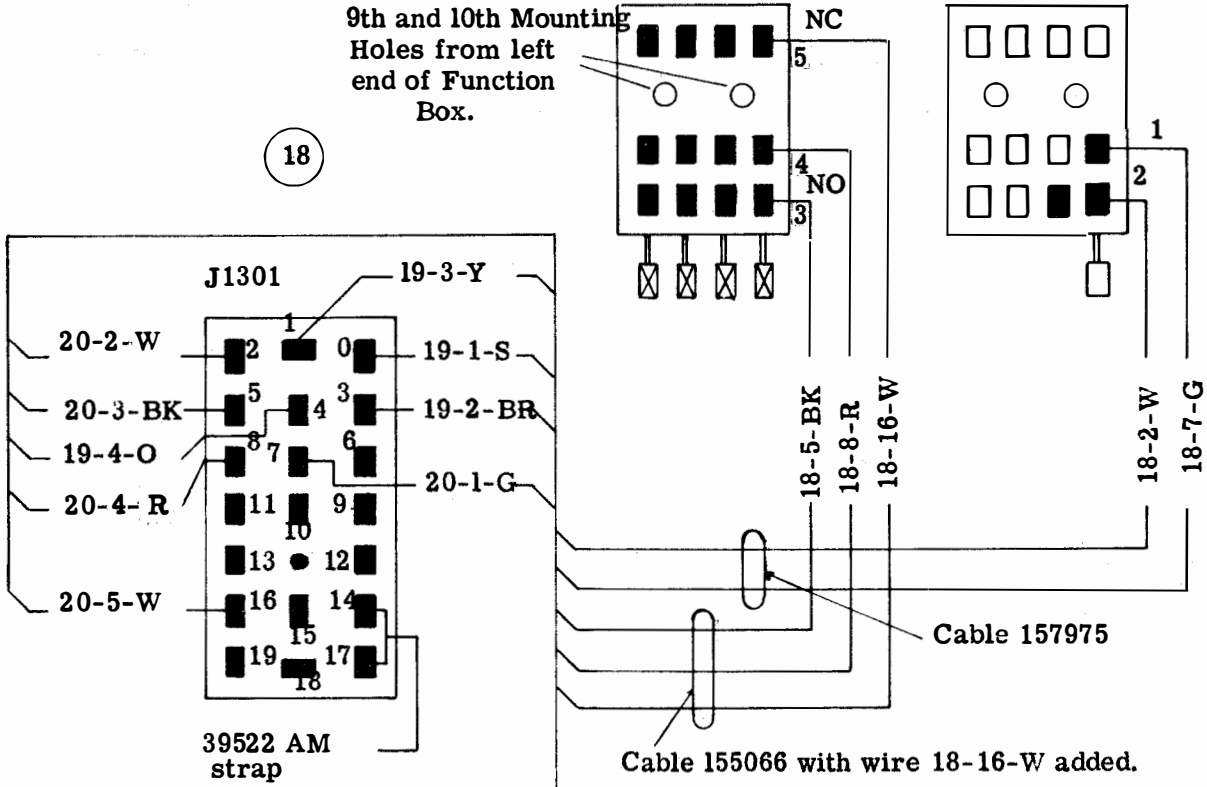 9th and 10th Mounting
Holes from left
end of Function
Box.
NC
5
4
NO
3
1
2
18
J1301
19-3-Y
20-2-W
2
1
0
19-1-S
20-3-BK
5
4
3
19-2-BR
19-4-O
8
7
6
20-4-R
20-1-G
11
10
9
13
12
20-5-W
16
15
14
19
18
17
39522 AM
strap
18-5-BK
18-8-R
18-16-W
18-2-W
18-7-G
Cable 157975
Cable 155066 with wire 18-16-W added.